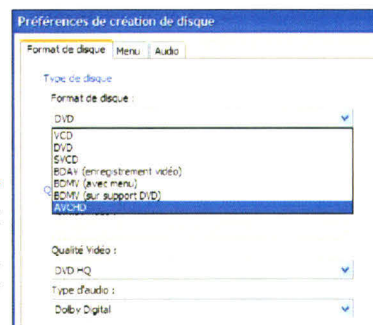 Préférences de création de disque
Format de disque Menu Audio
Type de disque
Format de disque :
DVD
VCD
DVD
SVCD
BDAV (enregistrement vidéo)
BDMV (avec menu)
BDMV (sur support DVD)
AVCHD
Qualité Vidéo :
DVD HQ
Type d'audio :
Dolby Digital